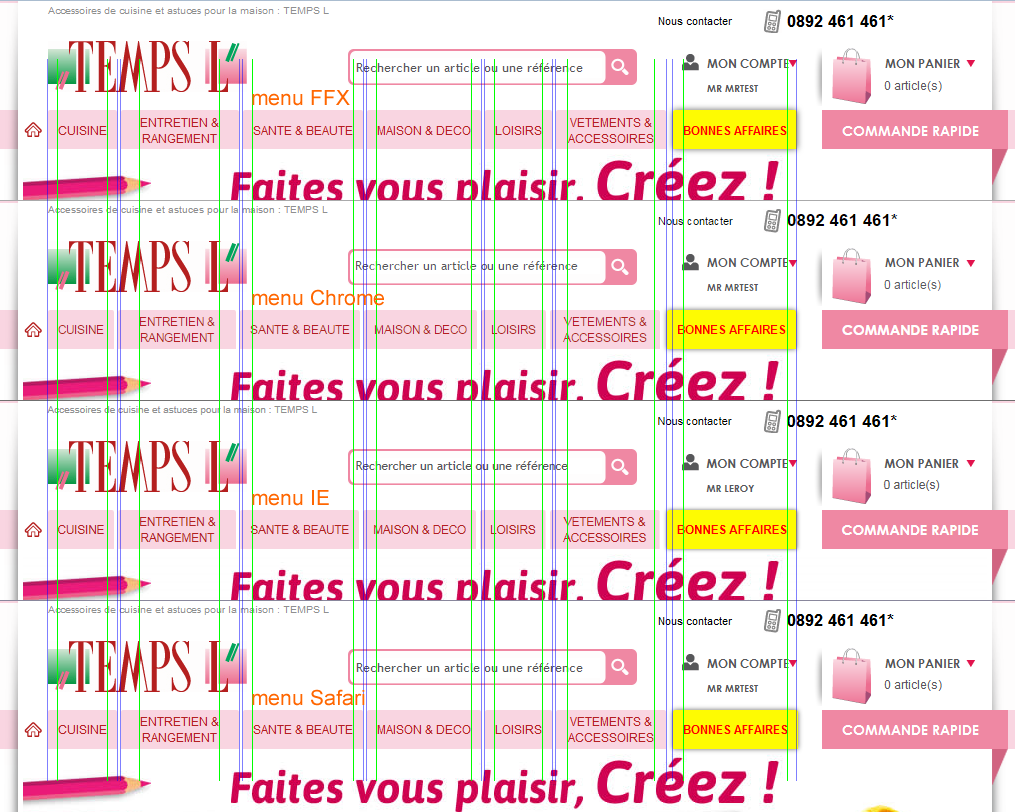 Accessoires de cuisine et astuces pour la maison : TEMPS L
Nous contacter 0892 461 461*
TEMPS L
Rechercher un article ou une référence
MON COMPTE
MR MRTEST
MON PANIER
0 article(s)
menu FFX
CUISINE
ENTRETIEN &
RANGEMENT
SANTE & BEAUTE
MAISON & DECO
LOISIRS
VETEMENTS &
ACCESSOIRES
BONNES AFFAIRES
COMMANDE RAPIDE
Faites vous plaisir, Créez !
Accessoires de cuisine et astuces pour la maison : TEMPS L
Nous contacter 0892 461 461*
TEMPS L
Rechercher un article ou une référence
MON COMPTE
MR MRTEST
MON PANIER
0 article(s)
menu Chrome
CUISINE
ENTRETIEN &
RANGEMENT
SANTE & BEAUTE
MAISON & DECO
LOISIRS
VETEMENTS &
ACCESSOIRES
BONNES AFFAIRES
COMMANDE RAPIDE
Faites vous plaisir, Créez !
Accessoires de cuisine et astuces pour la maison : TEMPS L
Nous contacter 0892 461 461*
TEMPS L
Rechercher un article ou une référence
MON COMPTE
MR LEROY
MON PANIER
0 article(s)
menu IE
CUISINE
ENTRETIEN &
RANGEMENT
SANTE & BEAUTE
MAISON & DECO
LOISIRS
VETEMENTS &
ACCESSOIRES
BONNES AFFAIRES
COMMANDE RAPIDE
Faites vous plaisir, Créez !
Accessoires de cuisine et astuces pour la maison : TEMPS L
Nous contacter 0892 461 461*
TEMPS L
Rechercher un article ou une référence
MON COMPTE
MR MRTEST
MON PANIER
0 article(s)
menu Safari
CUISINE
ENTRETIEN &
RANGEMENT
SANTE & BEAUTE
MAISON & DECO
LOISIRS
VETEMENTS &
ACCESSOIRES
BONNES AFFAIRES
COMMANDE RAPIDE
Faites vous plaisir, Créez !